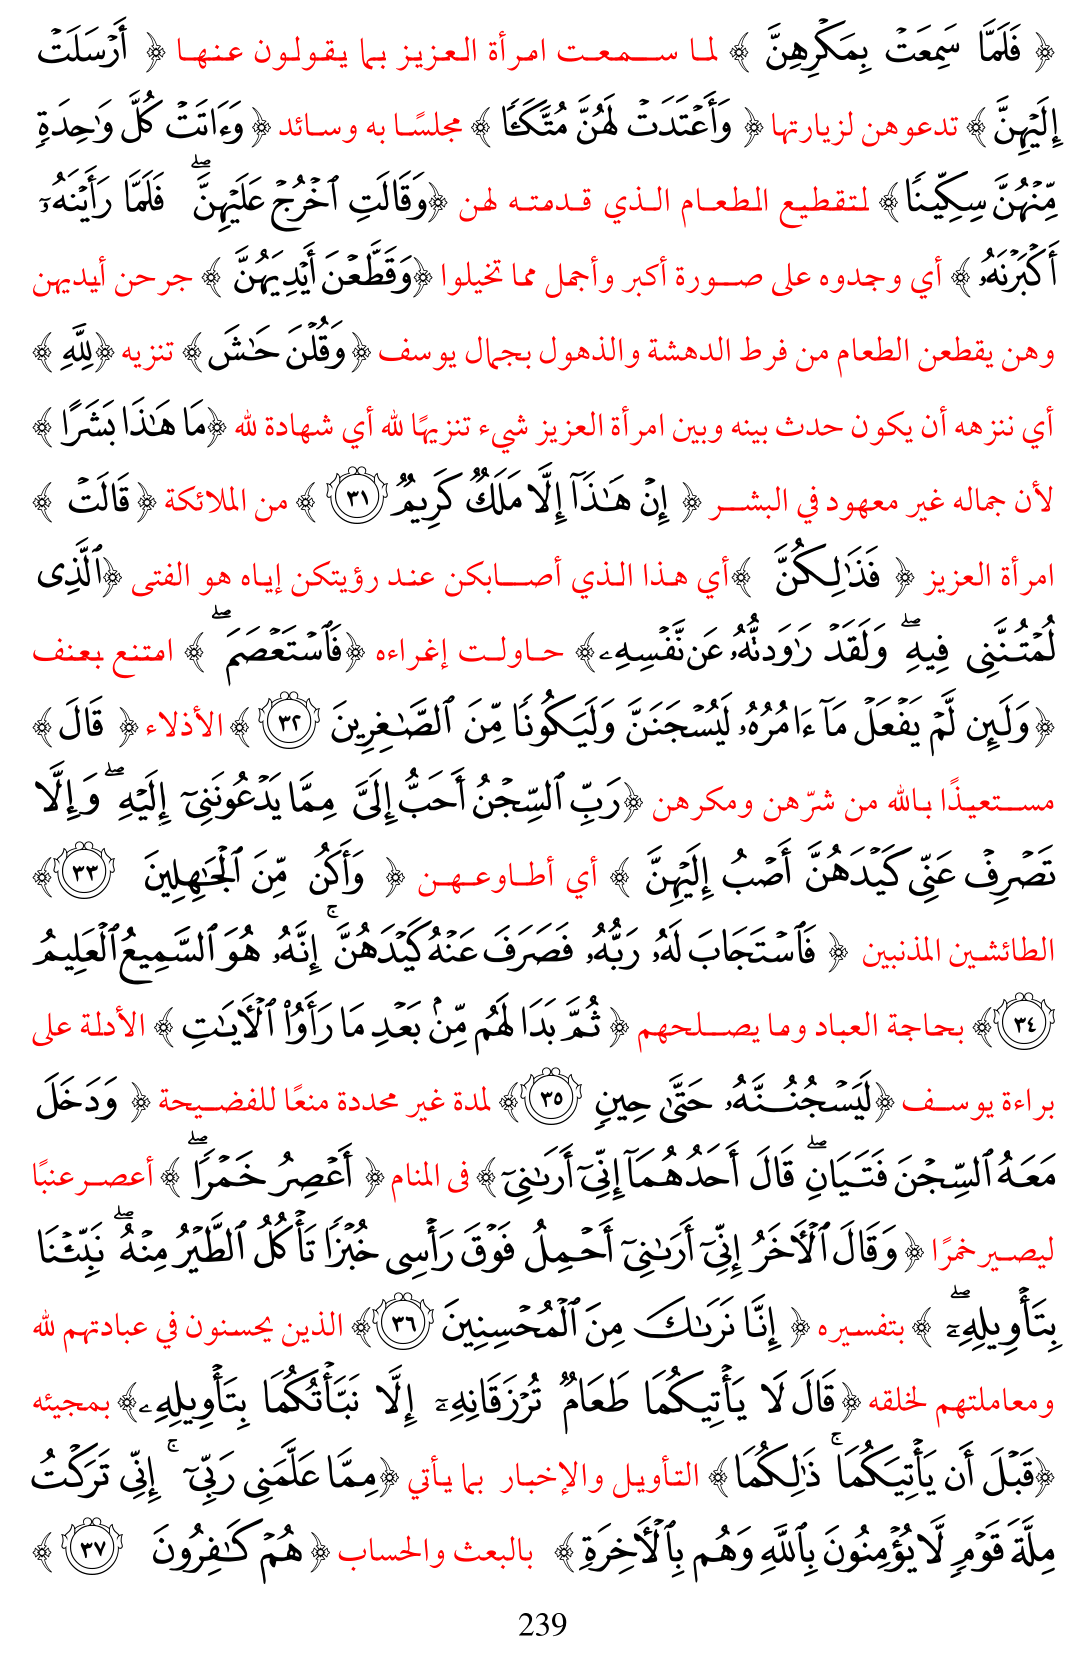 ﴿ فَلَمَّا سَمِعَتْ بِمَكْرِهِنَّ ﴾ لما سـمعت امرأة العزيز بما يقولون عنها ﴿ أَرْسَلَتْ
إِلَيْهِنَّ ﴾ تدعوهن لزيارتها ﴿ وَأَعْتَدَتْ لَهُنَّ مُتَّكَـًٔا ﴾ مجلسًا به وسائد ﴿ وَءَاتَتْ كُلَّ وَٰحِدَةٍ
مِّنْهُنَّ سِكِّينًا ﴾ لتقطيع الطعام الذي قدمته لهن ﴿وَقَالَتِ ٱخْرُجْ عَلَيْهِنَّ ۖ فَلَمَّا رَأَيْنَهُۥٓ
أَكْبَرْنَهُۥ ﴾ أي وجدوه على صورة أكبر وأجمل مما تخيلوا ﴿وَقَطَّعْنَ أَيْدِيَهُنَّ ﴾ جرحن أيديهن
وهن يقطعن الطعام من فرط الدهشة والذهول بجمال يوسف ﴿ وَقُلْنَ حَـٰشَ ﴾ تنزيه ﴿لِلَّهِ ﴾
أي ننزهه أن يكون حدث بينه وبين امرأة العزيز شيء تنزيهًا لله أي شهادة لله ﴿مَا هَـٰذَا بَشَرًا ﴾
لأن جماله غير معهود في البشـر ﴿ إِنْ هَـٰذَآ إِلَّا مَلَكٌ كَرِيمٌ ٣١ ﴾ من الملائكة ﴿ قَالَتْ ﴾
امرأة العزيز ﴿ فَذَٰلِكُنَّ ﴾أي هذا الذي أصابكن عند رؤيتكن إياه هو الفتى ﴿ٱلَّذِى
لُمْتُنَّنِى فِيهِ ۖ وَلَقَدْ رَٰوَدتُّهُۥ عَن نَّفْسِهِۦ﴾ حاولت إغراءه ﴿فَٱسْتَعْصَمَ ۖ ﴾ امتنع بعنف
﴿وَلَئِن لَّمْ يَفْعَلْ مَآ ءَامُرُهُۥ لَيُسْجَنَنَّ وَلَيَكُونًا مِّنَ ٱلصَّـٰغِرِينَ ٣٢ ﴾ الأذلاء ﴿ قَالَ ﴾
مستعيذًا بالله من شرّهن ومكرهن ﴿رَبِّ ٱلسِّجْنُ أَحَبُّ إِلَىَّ مِمَّا يَدْعُونَنِىٓ إِلَيْهِ ۖ وَإِلَّا
تَصْرِفْ عَنِّى كَيْدَهُنَّ أَصْبُ إِلَيْهِنَّ ﴾ أي أطاوعهن ﴿ وَأَكُن مِّنَ ٱلْجَـٰهِلِينَ ٣٣ ﴾
الطائشين المذنبين ﴿ فَٱسْتَجَابَ لَهُۥ رَبُّهُۥ فَصَرَفَ عَنْهُ كَيْدَهُنَّ ۚ إِنَّهُۥ هُوَ ٱلسَّمِيعُ ٱلْعَلِيمُ
٣٤ ﴾ بحاجة العباد وما يصلحهم ﴿ ثُمَّ بَدَا لَهُم مِّنۢ بَعْدِ مَا رَأَوُا۟ ٱلْـَٔايَـٰتِ ﴾ الأدلة على
براءة يوسف ﴿لَيَسْجُنُنَّهُۥ حَتَّىٰ حِينٍ ٣٥ ﴾ لمدة غير محددة منعًا للفضيحة ﴿ وَدَخَلَ
مَعَهُ ٱلسِّجْنَ فَتَيَانِ ۖ قَالَ أَحَدُهُمَآ إِنِّىٓ أَرَىٰنِىٓ﴾ فى المنام ﴿ أَعْصِرُ خَمْرًا ۖ ﴾ أعصـر عنبًا
ليصير خمرًا ﴿ وَقَالَ ٱلْـَٔاخَرُ إِنِّىٓ أَرَىٰنِىٓ أَحْمِلُ فَوْقَ رَأْسِى خُبْزًا تَأْكُلُ ٱلطَّيْرُ مِنْهُ ۖ نَبِّئْنَا
بِتَأْوِيلِهِۦٓ ۖ ﴾ بتفسيره ﴿ إِنَّا نَرَىٰكَ مِنَ ٱلْمُحْسِنِينَ ٣٦ ﴾ الذين يحسنون في عبادتهم لله
ومعاملتهم لخلقه ﴿ قَالَ لَا يَأْتِيكُمَا طَعَامٌ تُرْزَقَانِهِۦٓ إِلَّا نَبَّأْتُكُمَا بِتَأْوِيلِهِۦ﴾ بمجيئه
﴿قَبْلَ أَن يَأْتِيَكُمَا ۚ ذَٰلِكُمَا ﴾ التأويل والإخبار بما يأتي ﴿مِمَّا عَلَّمَنِى رَبِّىٓ ۚ إِنِّى تَرَكْتُ
مِلَّةَ قَوْمٍ لَّا يُؤْمِنُونَ بِٱللَّهِ وَهُم بِٱلْـَٔاخِرَةِ ﴾ بالبعث والحساب ﴿ هُمْ كَـٰفِرُونَ ٣٧ ﴾
239